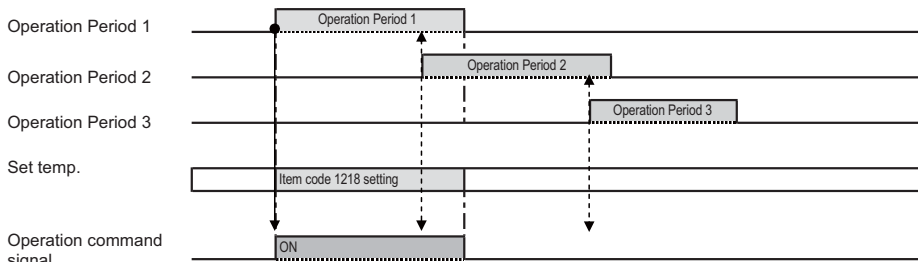 Operation Period 1
Operation Period 1
Operation Period 2
Operation Period 2
Operation Period 3
Operation Period 3
Set temp.
Item code 1218 setting
Operation command
signal
ON